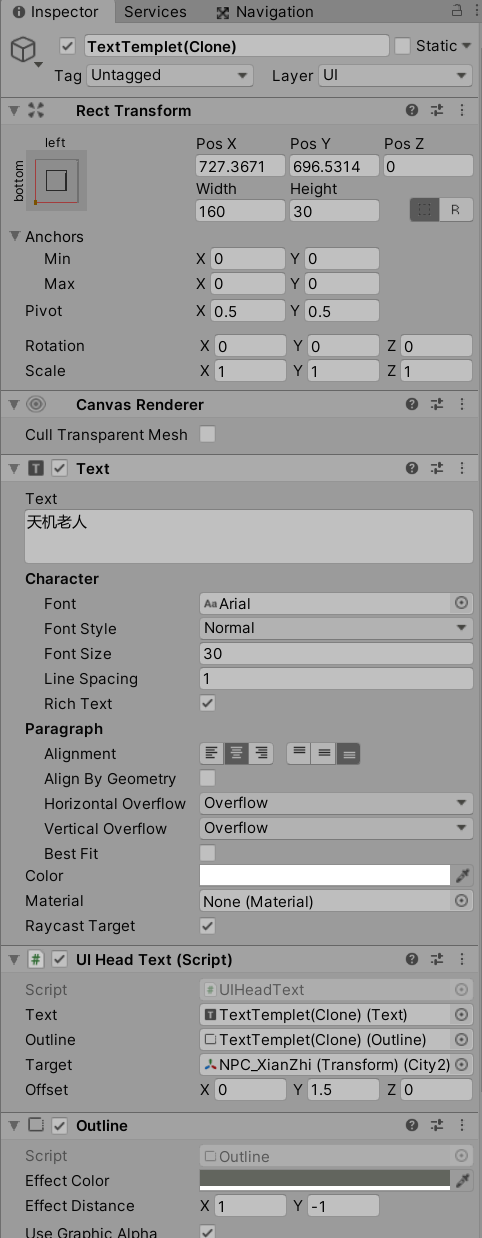 Inspector Services Navigation
TextTemplet(Clone) Static
Tag Untagged Layer UI
Rect Transform
left
bottom
Pos X Pos Y Pos Z
727.3671 696.5314 0
Width Height
160 30 R
Anchors
Min X 0 Y 0
Max X 0 Y 0
Pivot X 0.5 Y 0.5
Rotation X 0 Y 0 Z 0
Scale X 1 Y 1 Z 1
Canvas Renderer
Cull Transparent Mesh
T Text
Text
天机老人
Character
Font Aa Arial
Font Style Normal
Font Size 30
Line Spacing 1
Rich Text
Paragraph
Alignment
Align By Geometry
Horizontal Overflow Overflow
Vertical Overflow Overflow
Best Fit
Color
Material None (Material)
Raycast Target
# UI Head Text (Script)
Script # UIHeadText
Text T TextTemplet(Clone) (Text)
Outline TextTemplet(Clone) (Outline)
Target NPC_XianZhi (Transform) (City2)
Offset X 0 Y 1.5 Z 0
Outline
Script Outline
Effect Color
Effect Distance X 1 Y -1
Use Graphic Alpha